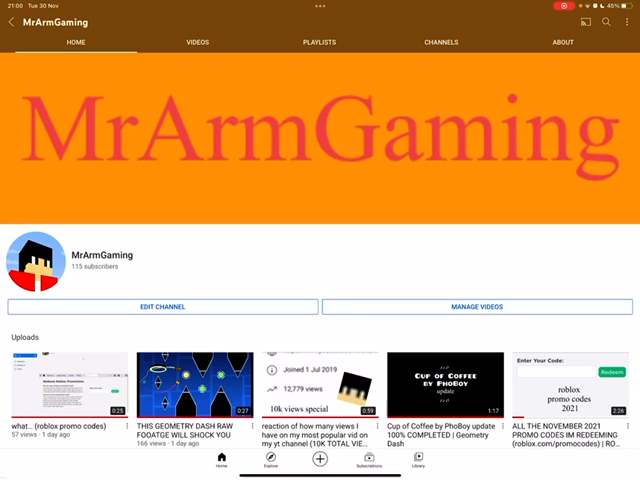 21:00 Tue 30 Nov
45%
MrArmGaming
HOME VIDEOS PLAYLISTS CHANNELS ABOUT
MrArmGaming
MrArmGaming
115 subscribers
EDIT CHANNEL MANAGE VIDEOS
Uploads
Redeem Roblox Promotions
0:25
0:27
Joined 1 Jul 2019
12,779 views
10k views special
0:59
CUP OF COFFEE
BY PHOBOY
update
1:17
Enter Your Code:
Redeem
roblox
promo codes
2021
2:26
what... (roblox promo codes)
57 views · 1 day ago
THIS GEOMETRY DASH RAW
FOOATGE WILL SHOCK YOU
166 views · 1 day ago
reaction of how many views I
have on my most popular vid on
my yt channel (10K TOTAL VIE...
Cup of Coffee by PhoBoy update
100% COMPLETED | Geometry
Dash
ALL THE NOVEMBER 2021
PROMO CODES IM REDEEMING
(roblox.com/promocodes) | RO...
Home Explore Subscriptions Library